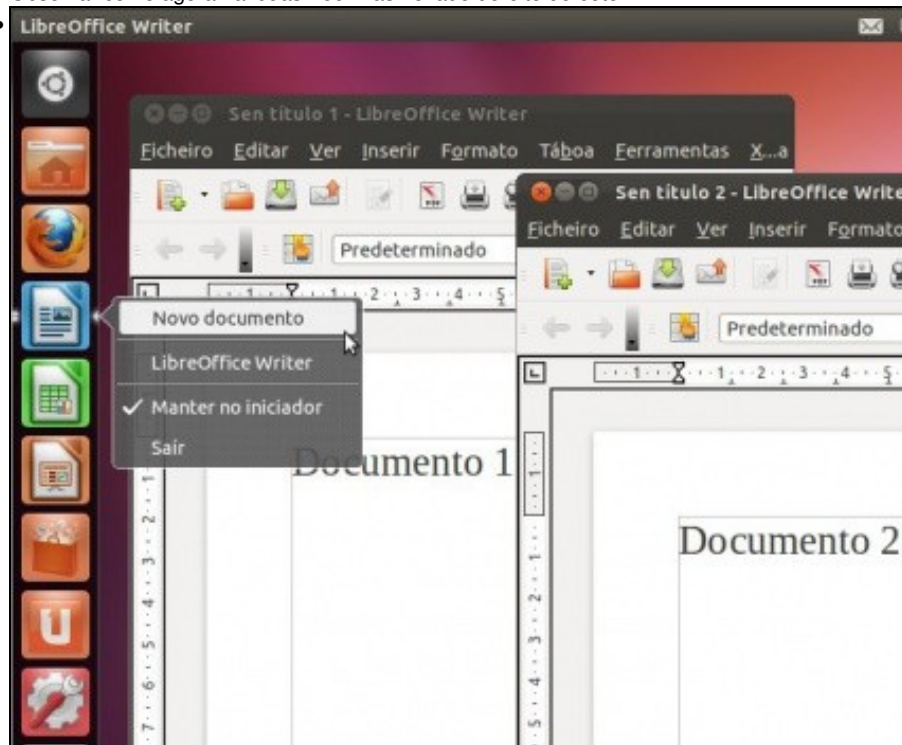 LibreOffice Writer
Sen título 1 - LibreOffice Writer
Ficheiro Editar Ver Inserir Formato Táboa Ferramentas X...a
Predeterminado
Sen título 2 - LibreOffice Write
Ficheiro Editar Ver Inserir Formato
Predeterminado
Novo documento
LibreOffice Writer
Manter no iniciador
Sair
Documento 1
Documento 2